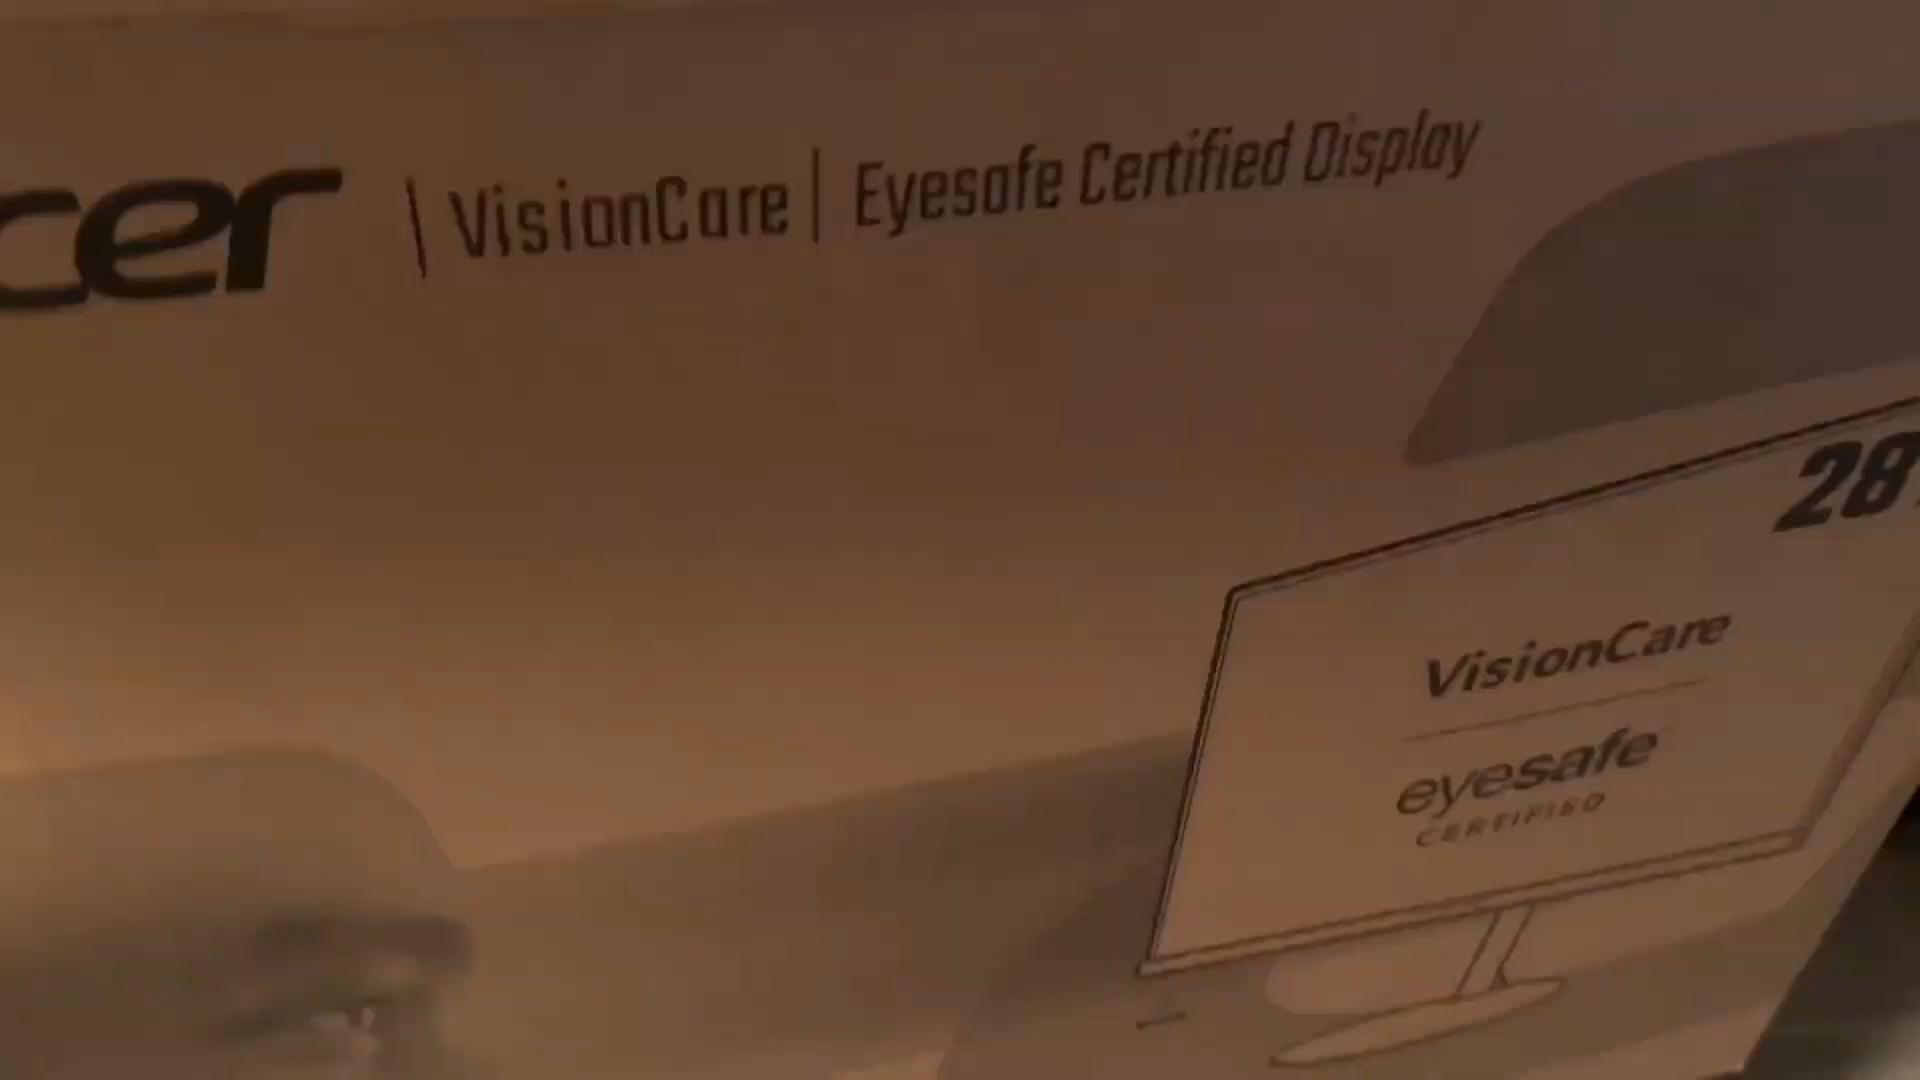 cer | VisionCare | Eyesafe Certified Display
28"
VisionCare
eyesafe
CERTIFIED